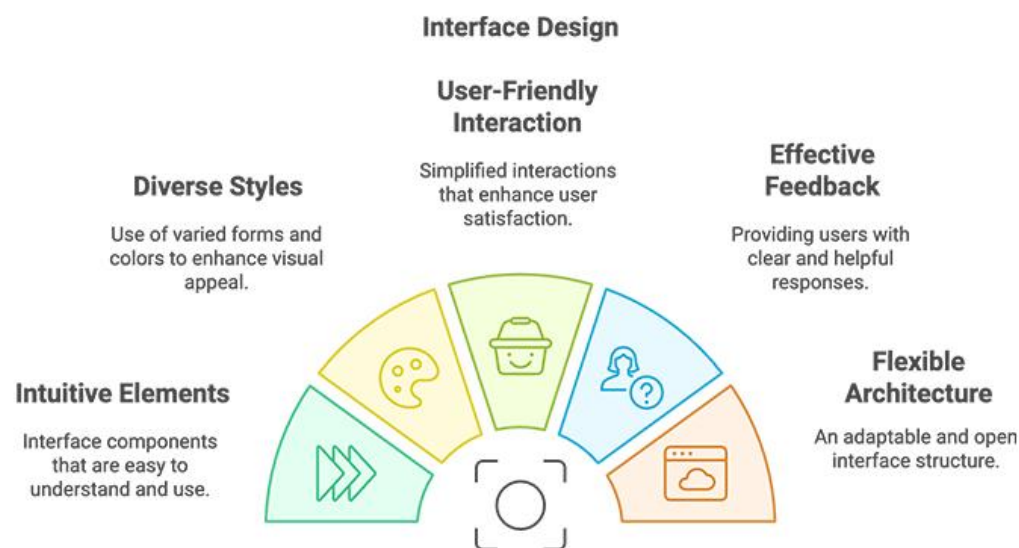 Interface Design
User-Friendly
Interaction
Simplified interactions
that enhance user
satisfaction.
Diverse Styles
Use of varied forms and
colors to enhance visual
appeal.
Effective
Feedback
Providing users with
clear and helpful
responses.
Intuitive Elements
Interface components
that are easy to
understand and use.
Flexible
Architecture
An adaptable and open
interface structure.
?